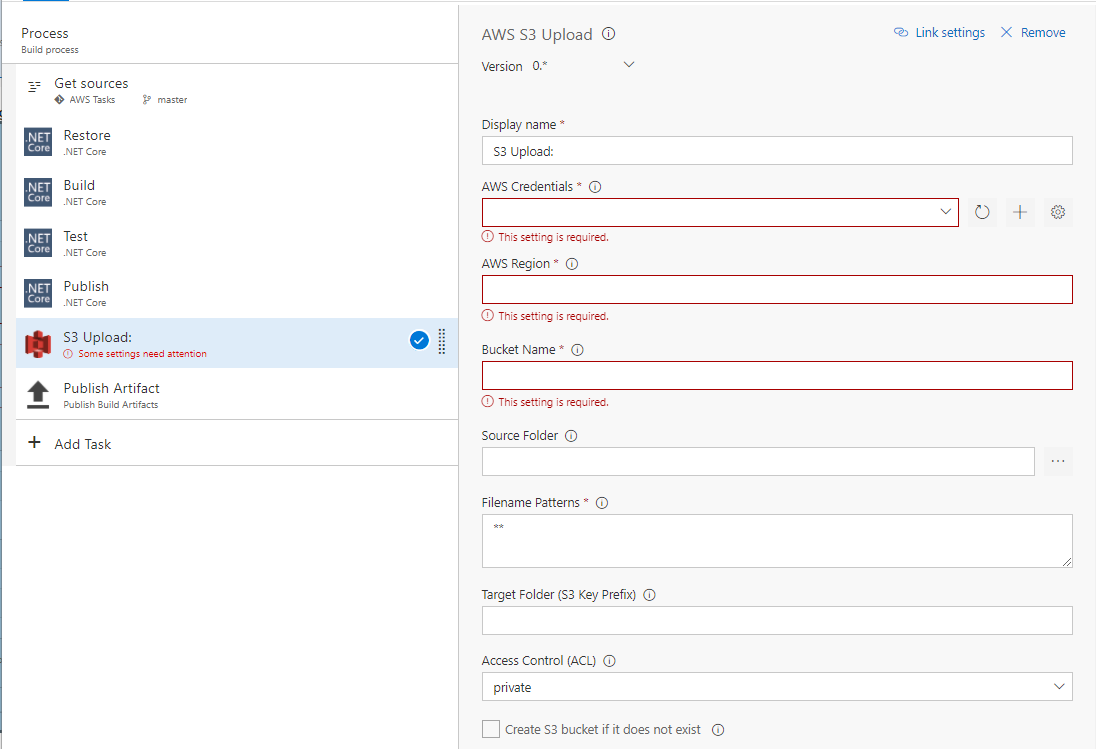 Process
Build process
Get sources
AWS Tasks master
.NET Core
Restore
.NET Core
.NET Core
Build
.NET Core
.NET Core
Test
.NET Core
.NET Core
Publish
.NET Core
S3 Upload:
Some settings need attention
Publish Artifact
Publish Build Artifacts
+ Add Task
AWS S3 Upload
Link settings
Remove
Version 0.*
Display name *
S3 Upload:
AWS Credentials *
This setting is required.
AWS Region *
This setting is required.
Bucket Name *
This setting is required.
Source Folder
...
Filename Patterns *
**
Target Folder (S3 Key Prefix)
Access Control (ACL)
private
Create S3 bucket if it does not exist